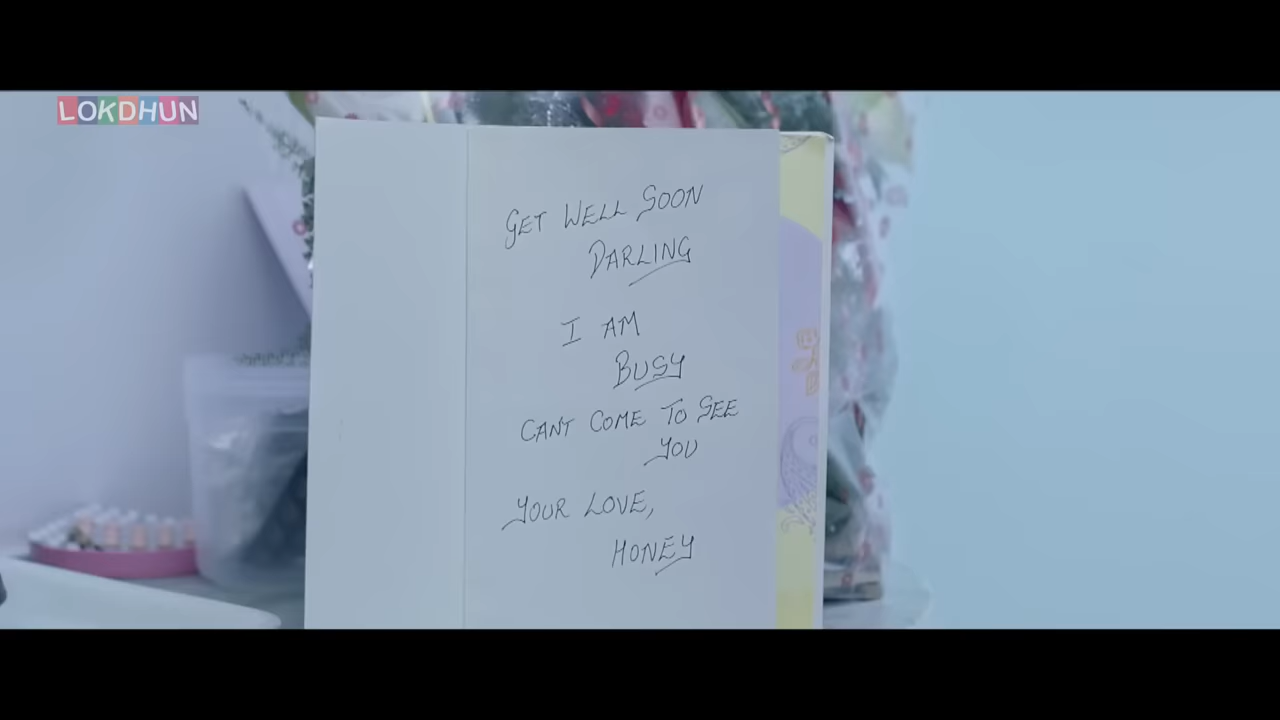 LOKDHUN
GET WELL SOON
DARLING
I AM
BUSY
CANT COME TO SEE
YOU
YOUR LOVE,
HONEY